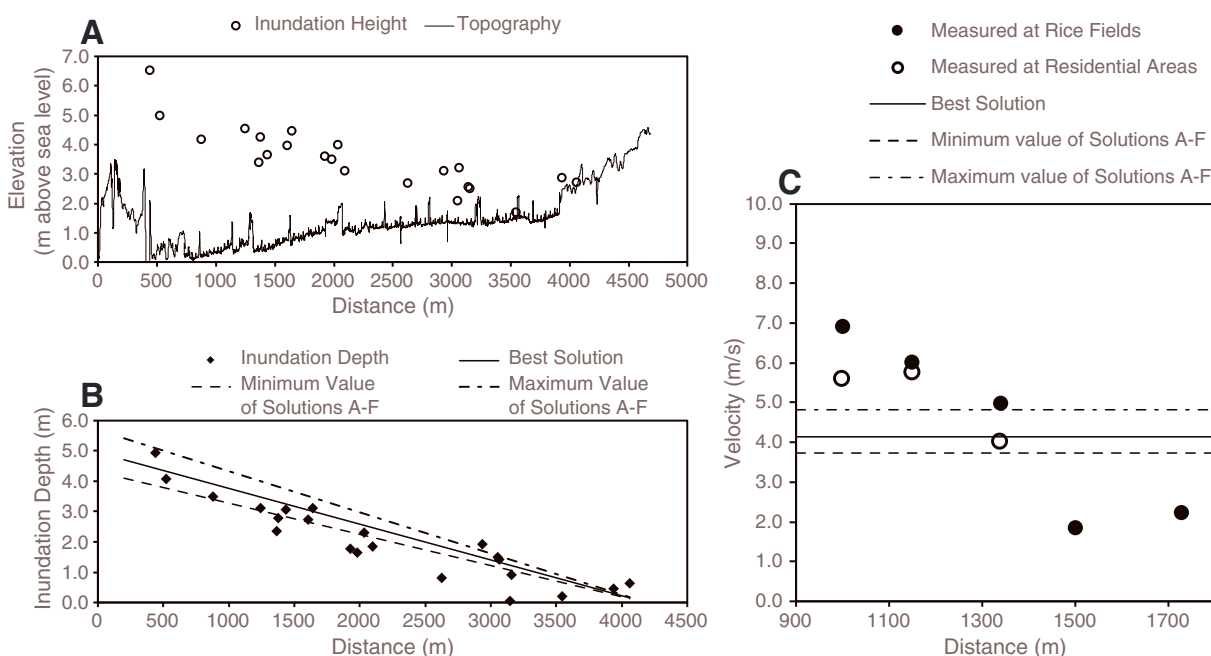 A
Inundation Height
Topography
7.0
6.0
5.0
4.0
3.0
2.0
1.0
0.0
Elevation
(m above sea level)
0
500
1000
1500
2000
2500
3000
3500
4000
4500
5000
Distance (m)
B
Inundation Depth
Best Solution
Minimum Value
of Solutions A-F
Maximum Value
of Solutions A-F
6.0
5.0
4.0
3.0
2.0
1.0
0.0
Inundation Depth (m)
0
500
1000
1500
2000
2500
3000
3500
4000
4500
Distance (m)
Measured at Rice Fields
Measured at Residential Areas
Best Solution
Minimum value of Solutions A-F
Maximum value of Solutions A-F
C
10.0
9.0
8.0
7.0
6.0
5.0
4.0
3.0
2.0
1.0
0.0
Velocity (m/s)
900
1100
1300
1500
1700
Distance (m)